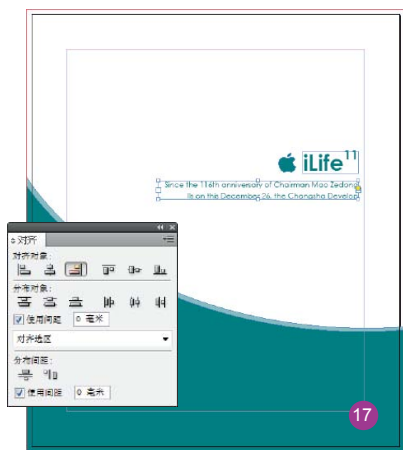 iLife11
Since the 116th anniversary of Chairman Mao Zedong
is on the December 26, the Changsha Develop
对齐
对齐对象:
分布对象:
使用间距 0 毫米
对齐选区
分布间距:
使用间距 0 毫米
17